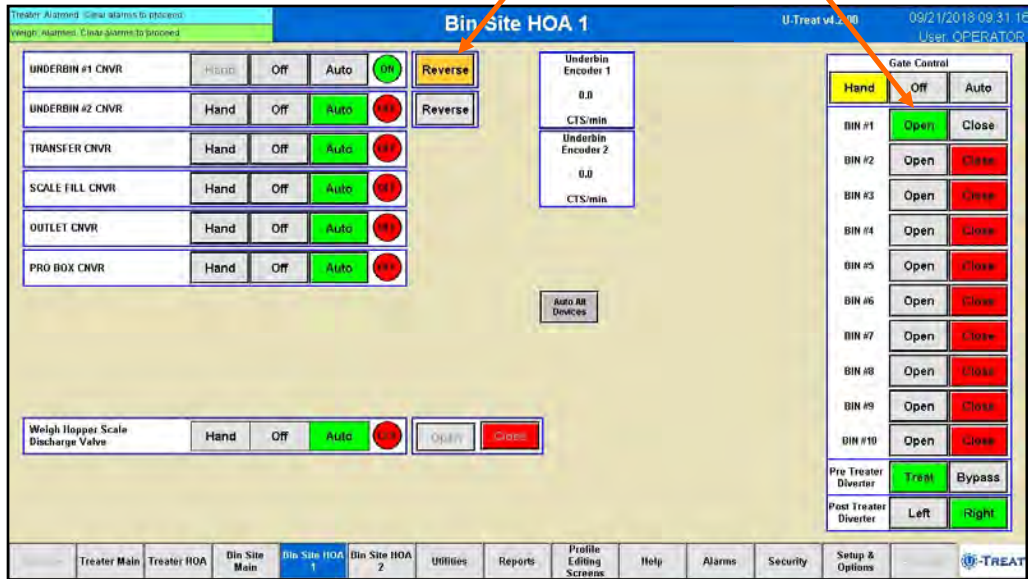 Treater Alarmed. Clear alarms to proceed.
Weigh Alarmed. Clear alarms to proceed.
Bin Site HOA 1
U-Treat v4.2.00
09/21/2018 09:31:16
User: OPERATOR
UNDERBIN #1 CNVR Hand Off Auto ON Reverse
UNDERBIN #2 CNVR Hand Off Auto OFF Reverse
TRANSFER CNVR Hand Off Auto OFF
SCALE FILL CNVR Hand Off Auto OFF
OUTLET CNVR Hand Off Auto OFF
PRO BOX CNVR Hand Off Auto OFF
Underbin
Encoder 1
0.0
CTS/min
Underbin
Encoder 2
0.0
CTS/min
Auto All
Devices
Weigh Hopper Scale
Discharge Valve
Hand Off Auto Open Close
Gate Control
Hand Off Auto
BIN #1 Open Close
BIN #2 Open Close
BIN #3 Open Close
BIN #4 Open Close
BIN #5 Open Close
BIN #6 Open Close
BIN #7 Open Close
BIN #8 Open Close
BIN #9 Open Close
BIN #10 Open Close
Pre Treater
Diverter
Treat Bypass
Post Treater
Diverter
Left Right
Treater Main
Treater HOA
Bin Site
Main
Bin Site HOA
1
Bin Site HOA
2
Utilities
Reports
Profile
Editing
Screens
Help
Alarms
Security
Setup &
Options
U-TREAT